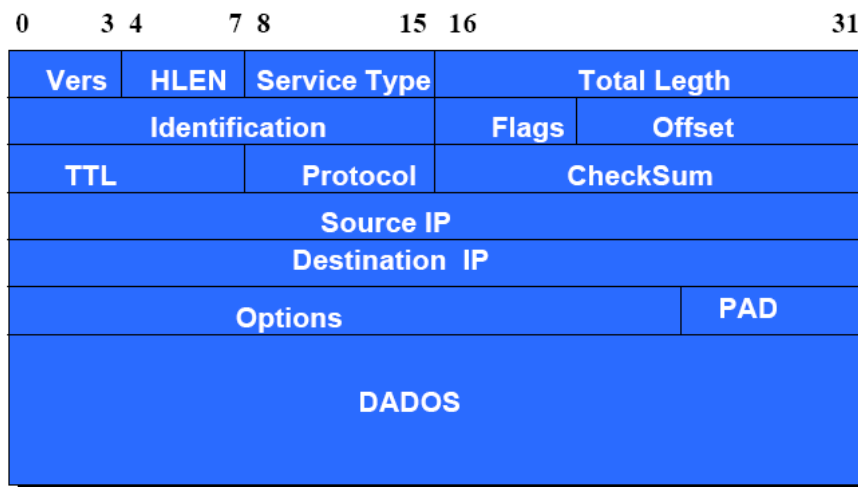 0 3 4 7 8 15 16 31
Vers HLEN Service Type Total Legth
Identification Flags Offset
TTL Protocol CheckSum
Source IP
Destination IP
Options PAD
DADOS